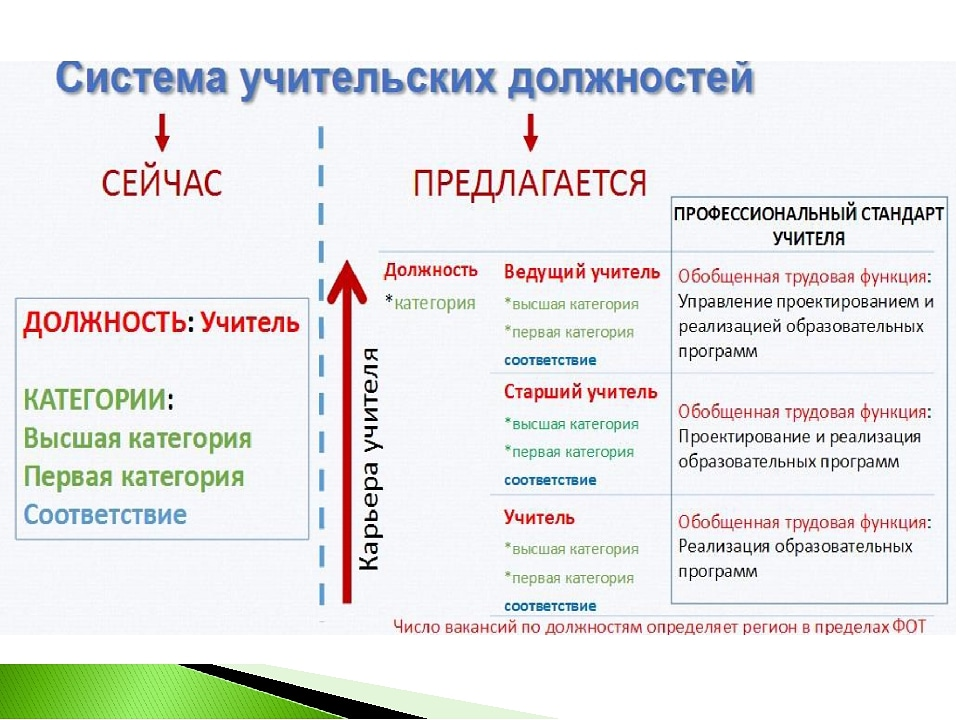 Система учительских должностей
СЕЙЧАС
ДОЛЖНОСТЬ: Учитель
КАТЕГОРИИ:
Высшая категория
Первая категория
Соответствие
ПРЕДЛАГАЕТСЯ
Карьера учителя
Должность
*категория
Ведущий учитель
*высшая категория
*первая категория
соответствие
Старший учитель
*высшая категория
*первая категория
соответствие
Учитель
*высшая категория
*первая категория
соответствие
ПРОФЕССИОНАЛЬНЫЙ СТАНДАРТ
УЧИТЕЛЯ
Обобщенная трудовая функция:
Управление проектированием и
реализацией образовательных
программ
Обобщенная трудовая функция:
Проектирование и реализация
образовательных программ
Обобщенная трудовая функция:
Реализация образовательных
программ
Число вакансий по должностям определяет регион в пределах ФОТ